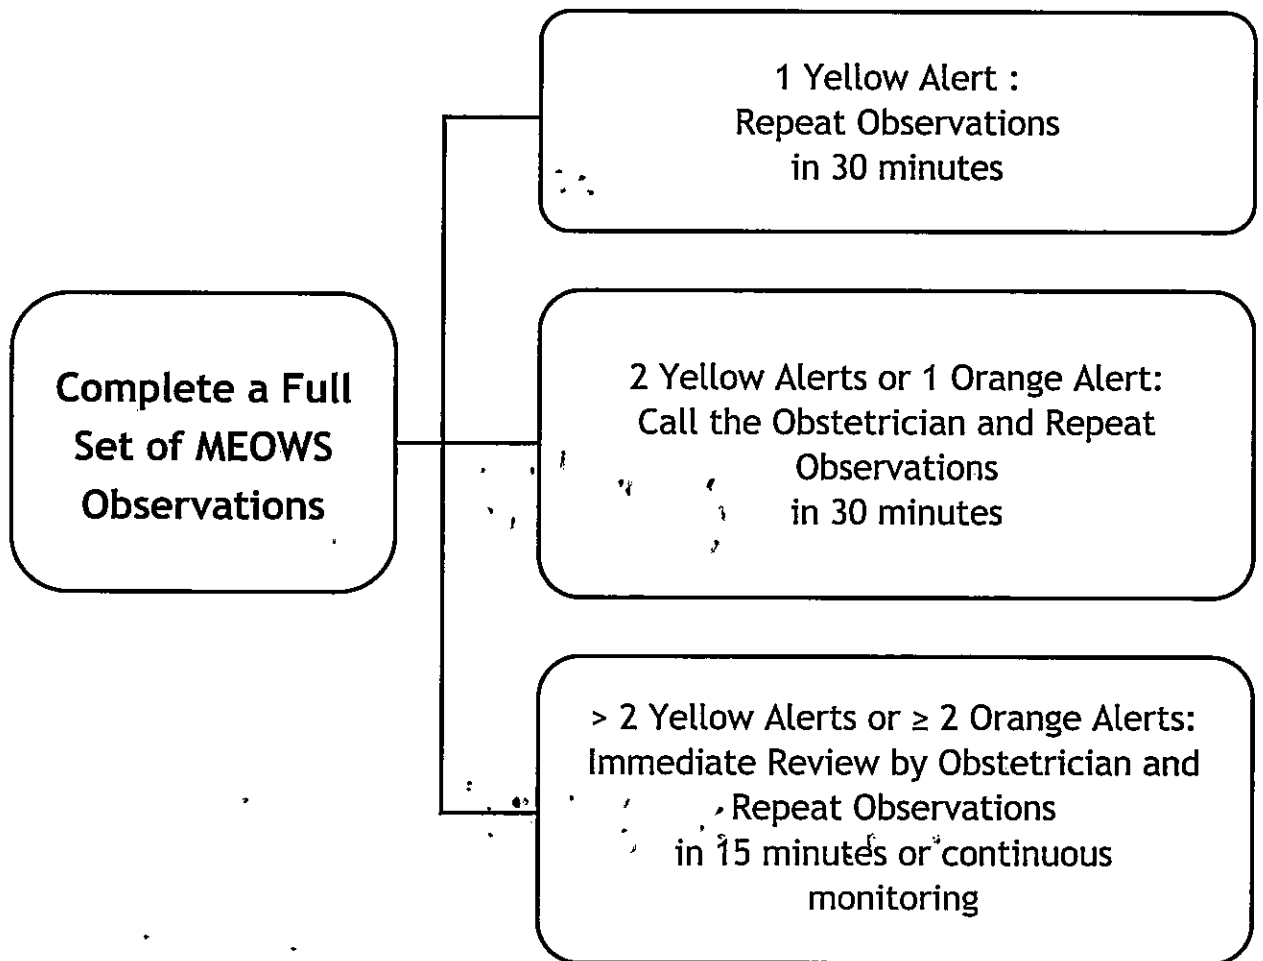 Complete a Full
Set of MEOWS
Observations
1 Yellow Alert :
Repeat Observations
in 30 minutes
2 Yellow Alerts or 1 Orange Alert:
Call the Obstetrician and Repeat
Observations
in 30 minutes
> 2 Yellow Alerts or ≥ 2 Orange Alerts:
Immediate Review by Obstetrician and
Repeat Observations
in 15 minutes or continuous
monitoring